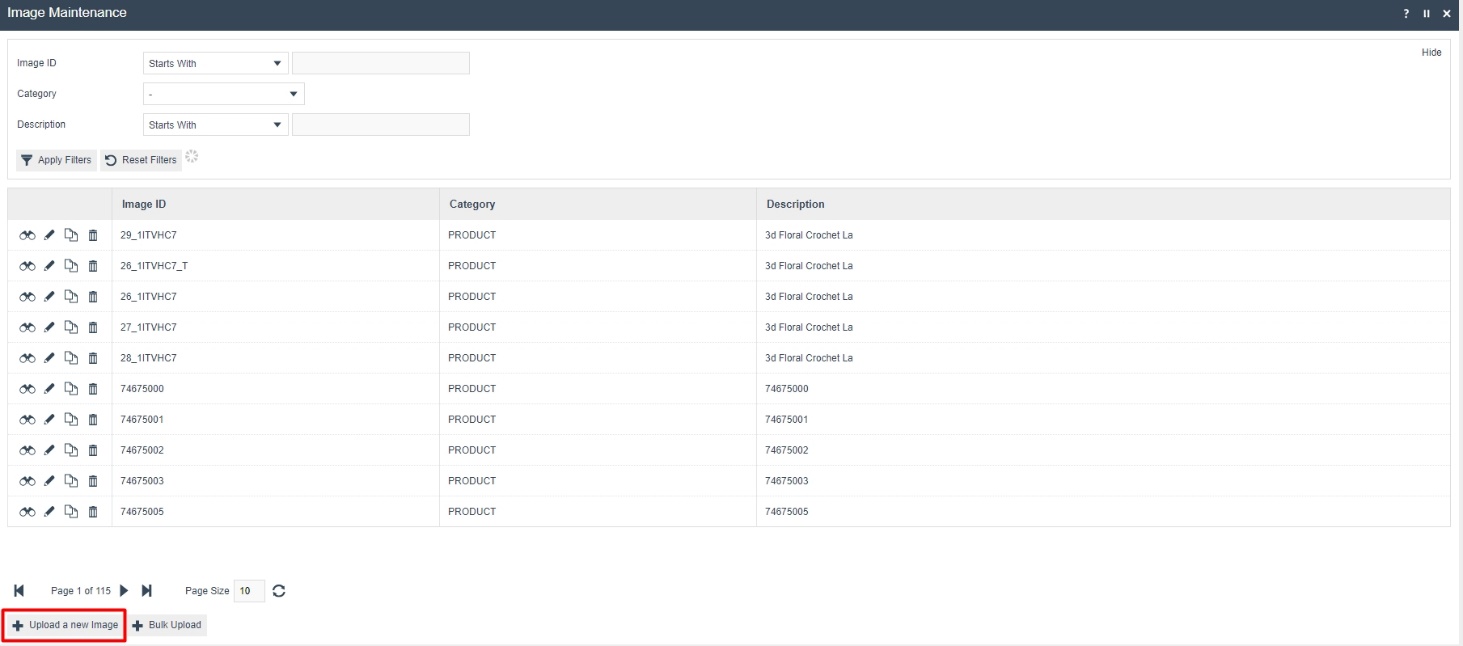 Image Maintenance ? 
Hide
Image ID Starts With
Category -
Description Starts With
Apply Filters Reset Filters
Image ID Category Description
29_1ITVHC7 PRODUCT 3d Floral Crochet La
26_1ITVHC7_T PRODUCT 3d Floral Crochet La
26_1ITVHC7 PRODUCT 3d Floral Crochet La
27_1ITVHC7 PRODUCT 3d Floral Crochet La
28_1ITVHC7 PRODUCT 3d Floral Crochet La
74675000 PRODUCT 74675000
74675001 PRODUCT 74675001
74675002 PRODUCT 74675002
74675003 PRODUCT 74675003
74675005 PRODUCT 74675005
Page 1 of 115 Page Size 10
Upload a new Image Bulk Upload